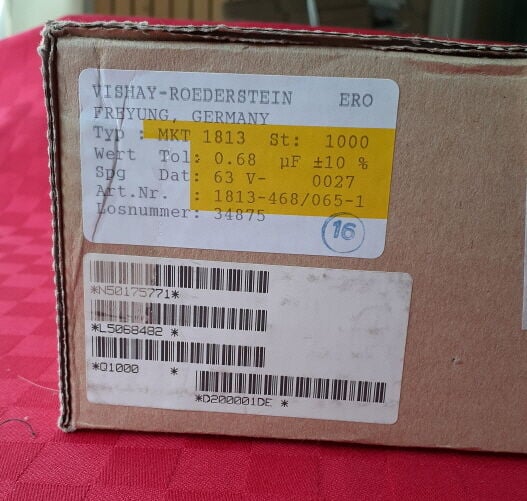 VISHAY-ROEDERSTEIN ERO
FREYUNG, GERMANY
Typ : MKT 1813 St: 1000
Wert Tol: 0.68 µF ±10 %
Spg Dat: 63 V- 0027
Art.Nr. : 1813-468/065-1
Losnummer: 34875
16
*N50175771*
*L5068482 *
*Q1000 *
*D200001DE *